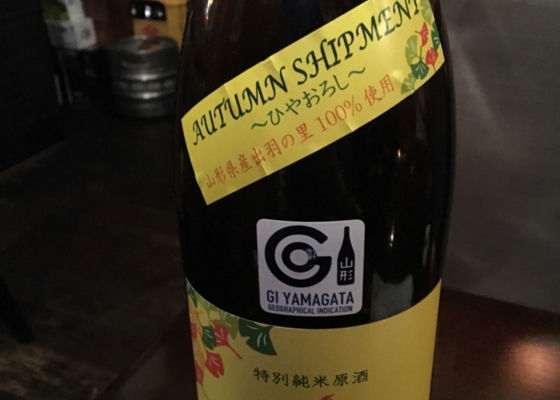 AUTUMN SHIPMENT
～ひやおろし～
山形県産出羽の里100%使用
山形
GI YAMAGATA
GEOGRAPHICAL INDICATION
特別純米原酒